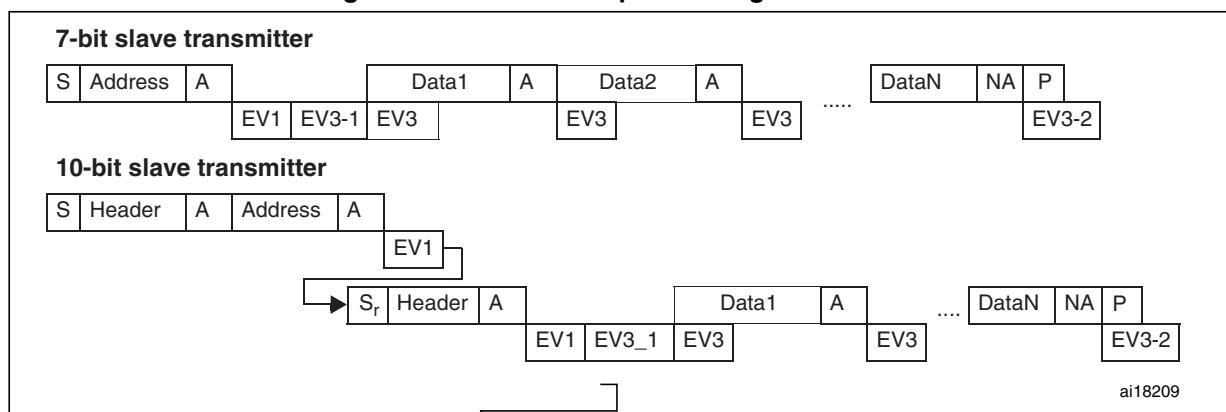 7-bit slave transmitter
S Address A Data1 A Data2 A ..... DataN NA P
EV1 EV3-1 EV3 EV3 EV3 EV3-2
10-bit slave transmitter
S Header A Address A
EV1
Sr Header A Data1 A .... DataN NA P
EV1 EV3_1 EV3 EV3 EV3-2
ai18209